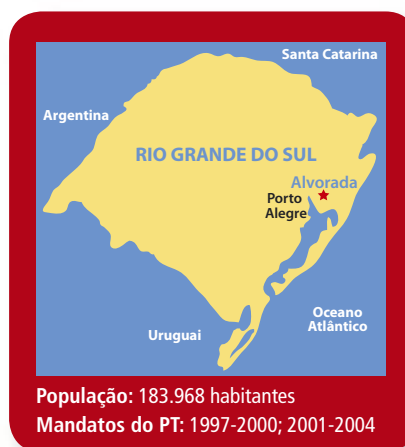 Santa Catarina
Argentina
RIO GRANDE DO SUL
Alvorada
Porto
Alegre
Oceano
Atlântico
Uruguai
População: 183.968 habitantes
Mandatos do PT: 1997-2000; 2001-2004